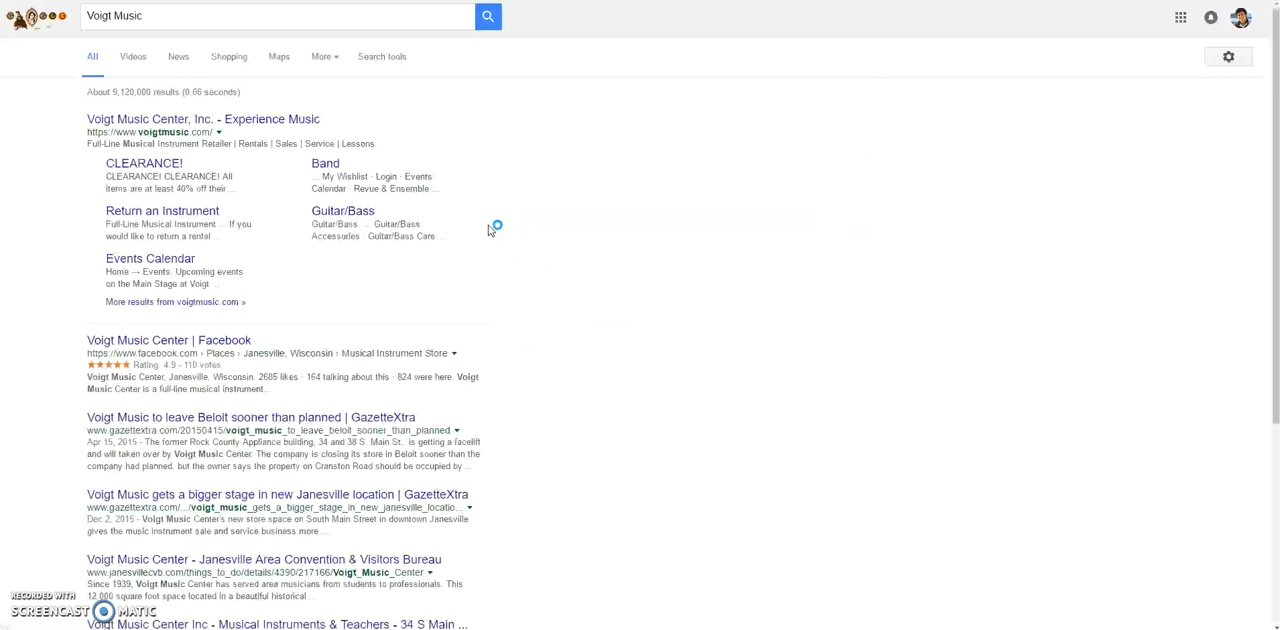 Voigt Music
All Videos News Shopping Maps More Search tools
About 9,120,000 results (0.66 seconds)
Voigt Music Center, Inc. - Experience Music
https://www.voigtmusic.com/
Full-Line Musical Instrument Retailer | Rentals | Sales | Service | Lessons.
CLEARANCE!
CLEARANCE! CLEARANCE! All
items are at least 40% off their ...
Band
... My Wishlist · Login · Events
Calendar · Revue & Ensemble ...
Return an Instrument
Full-Line Musical Instrument ... If you
would like to return a rental ...
Guitar/Bass
Guitar/Bass. ... Guitar/Bass
Accessories · Guitar/Bass Care ...
Events Calendar
Home → Events. Upcoming events
on the Main Stage at Voigt ...
More results from voigtmusic.com »
Voigt Music Center | Facebook
https://www.facebook.com › Places › Janesville, Wisconsin › Musical Instrument Store
Rating: 4.9 - 118 votes
Voigt Music Center, Janesville, Wisconsin. 2685 likes · 164 talking about this · 824 were here. Voigt
Music Center is a full-line musical instrument...
Voigt Music to leave Beloit sooner than planned | GazetteXtra
www.gazettextra.com/20150415/voigt_music_to_leave_beloit_sooner_than_planned
Apr 15, 2015 - The former Rock County Appliance building, 34 and 38 S. Main St., is getting a facelift
and will taken over by Voigt Music Center. The company is closing its store in Beloit sooner than the
company had planned, but the owner says the property on Cranston Road should be occupied by ...
Voigt Music gets a bigger stage in new Janesville location | GazetteXtra
www.gazettextra.com/.../voigt_music_gets_a_bigger_stage_in_new_janesville_locatio...
Dec 2, 2015 - Voigt Music Center's new store space on South Main Street in downtown Janesville
gives the music instrument sale and service business more ...
Voigt Music Center - Janesville Area Convention & Visitors Bureau
www.janesvillecvb.com/things_to_do/details/4390/217166/Voigt_Music_Center
Since 1939, Voigt Music Center has served area musicians from students to professionals. This
12,000 square foot space located in a beautiful historical ...
RECORDED WITH
SCREENCAST MATIC
Voigt Music Center Inc - Musical Instruments & Teachers - 34 S Main ...